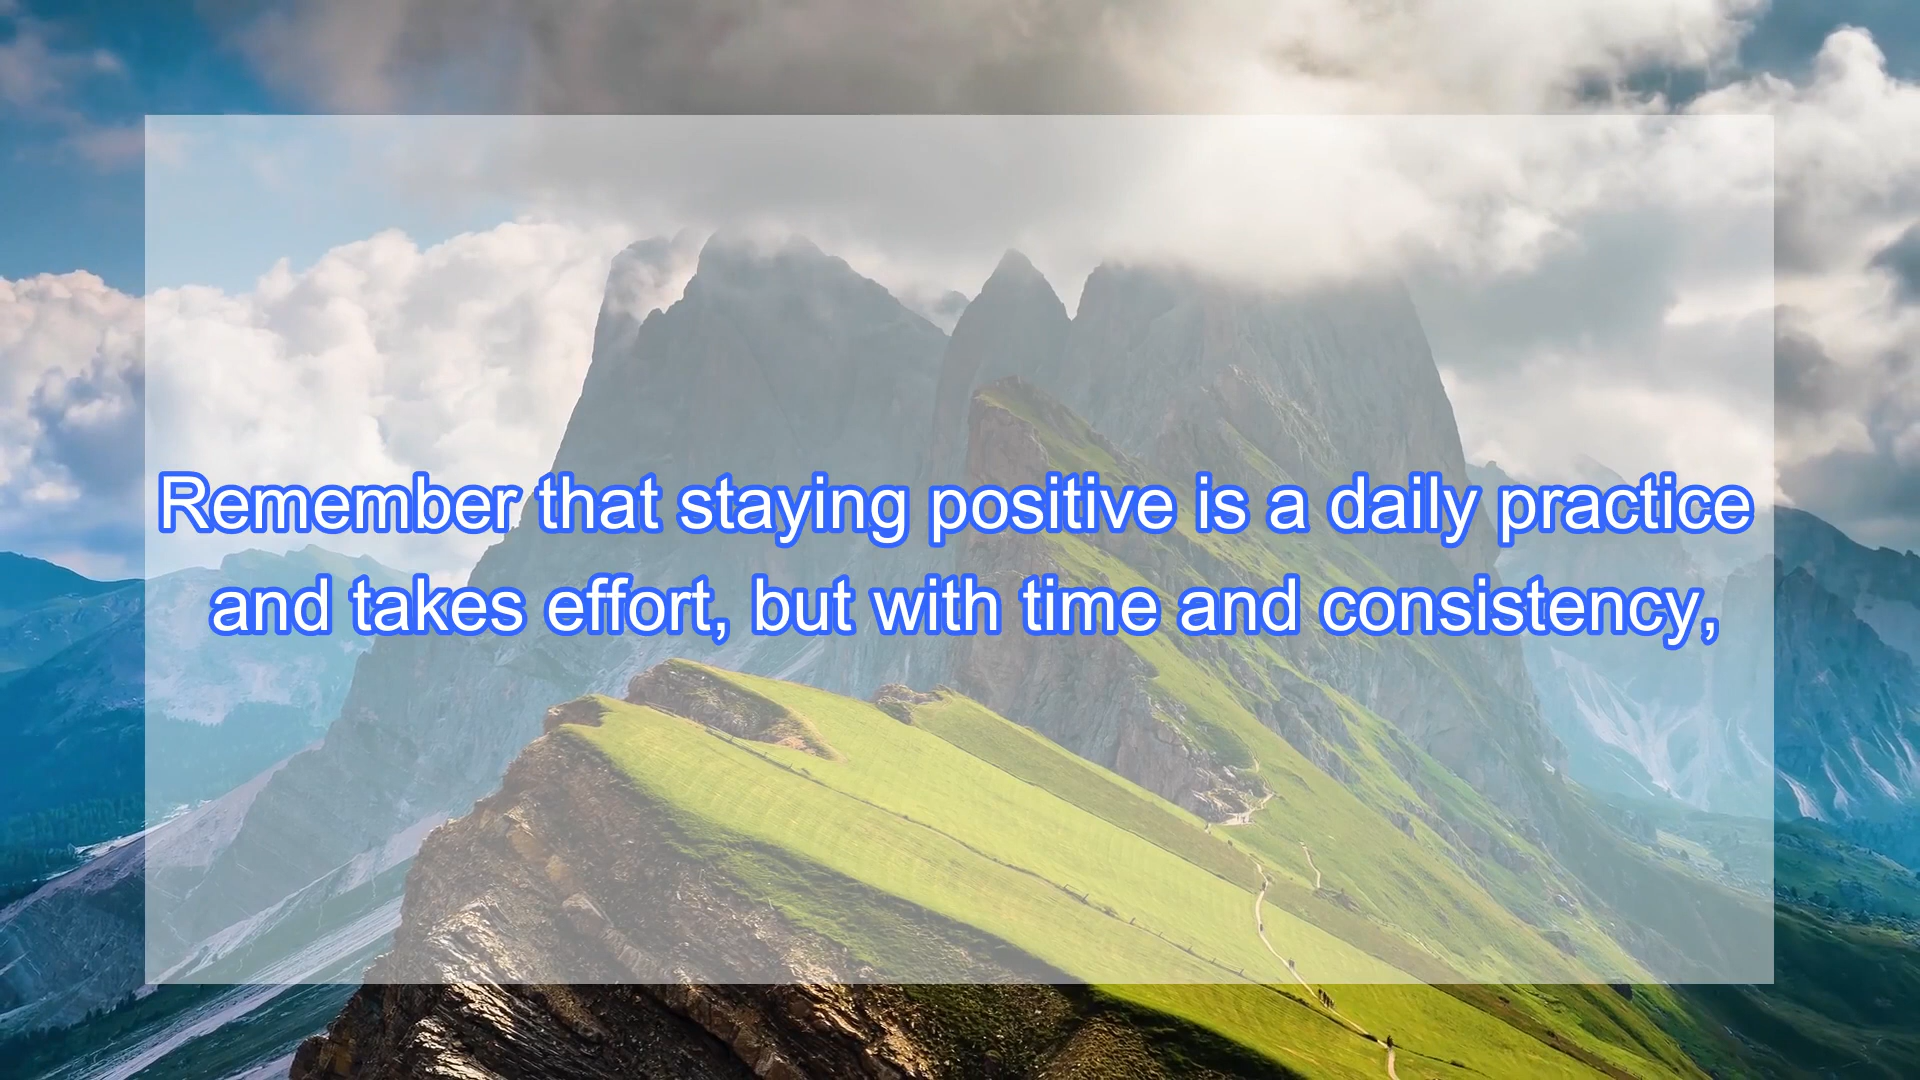 Remember that staying positive is a daily practice
and takes effort, but with time and consistency,